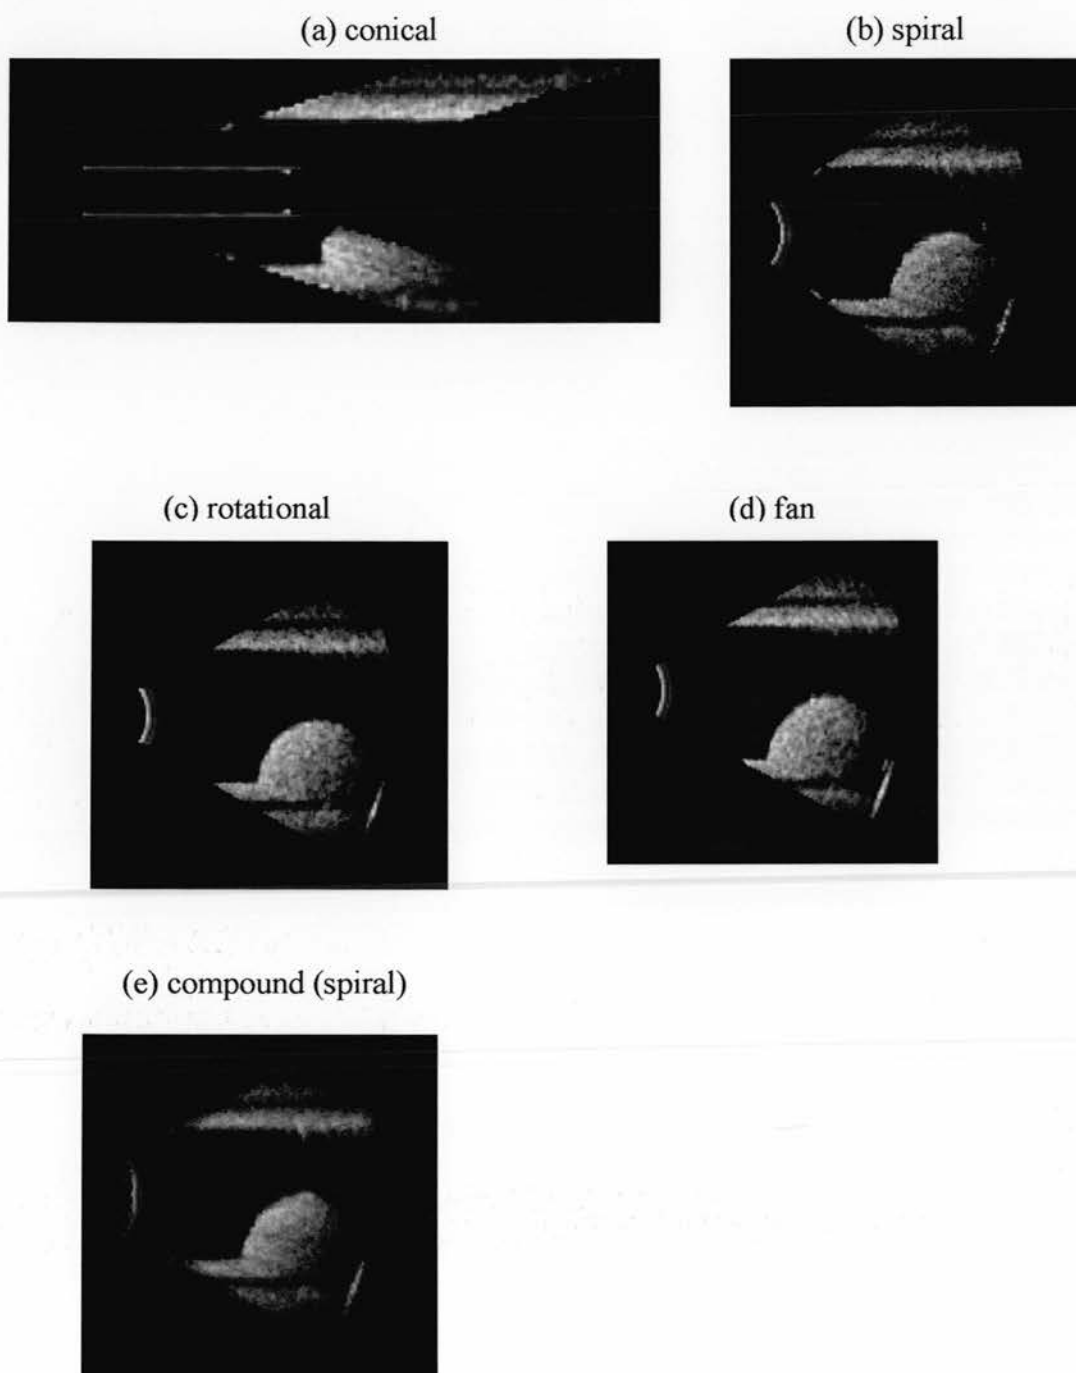 (a) conical
(b) spiral
(c) rotational
(d) fan
(e) compound (spiral)